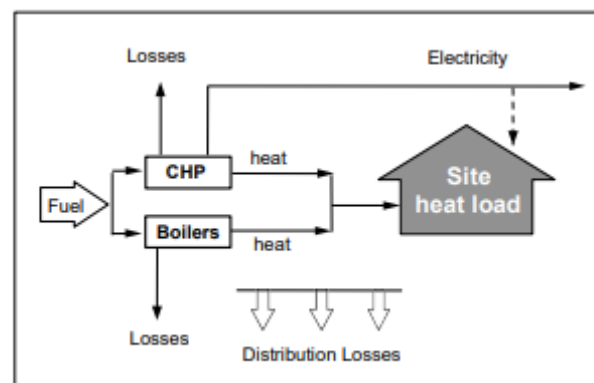 Losses
Electricity
CHP
heat
Site
heat load
Fuel
Boilers
heat
Losses
Distribution Losses